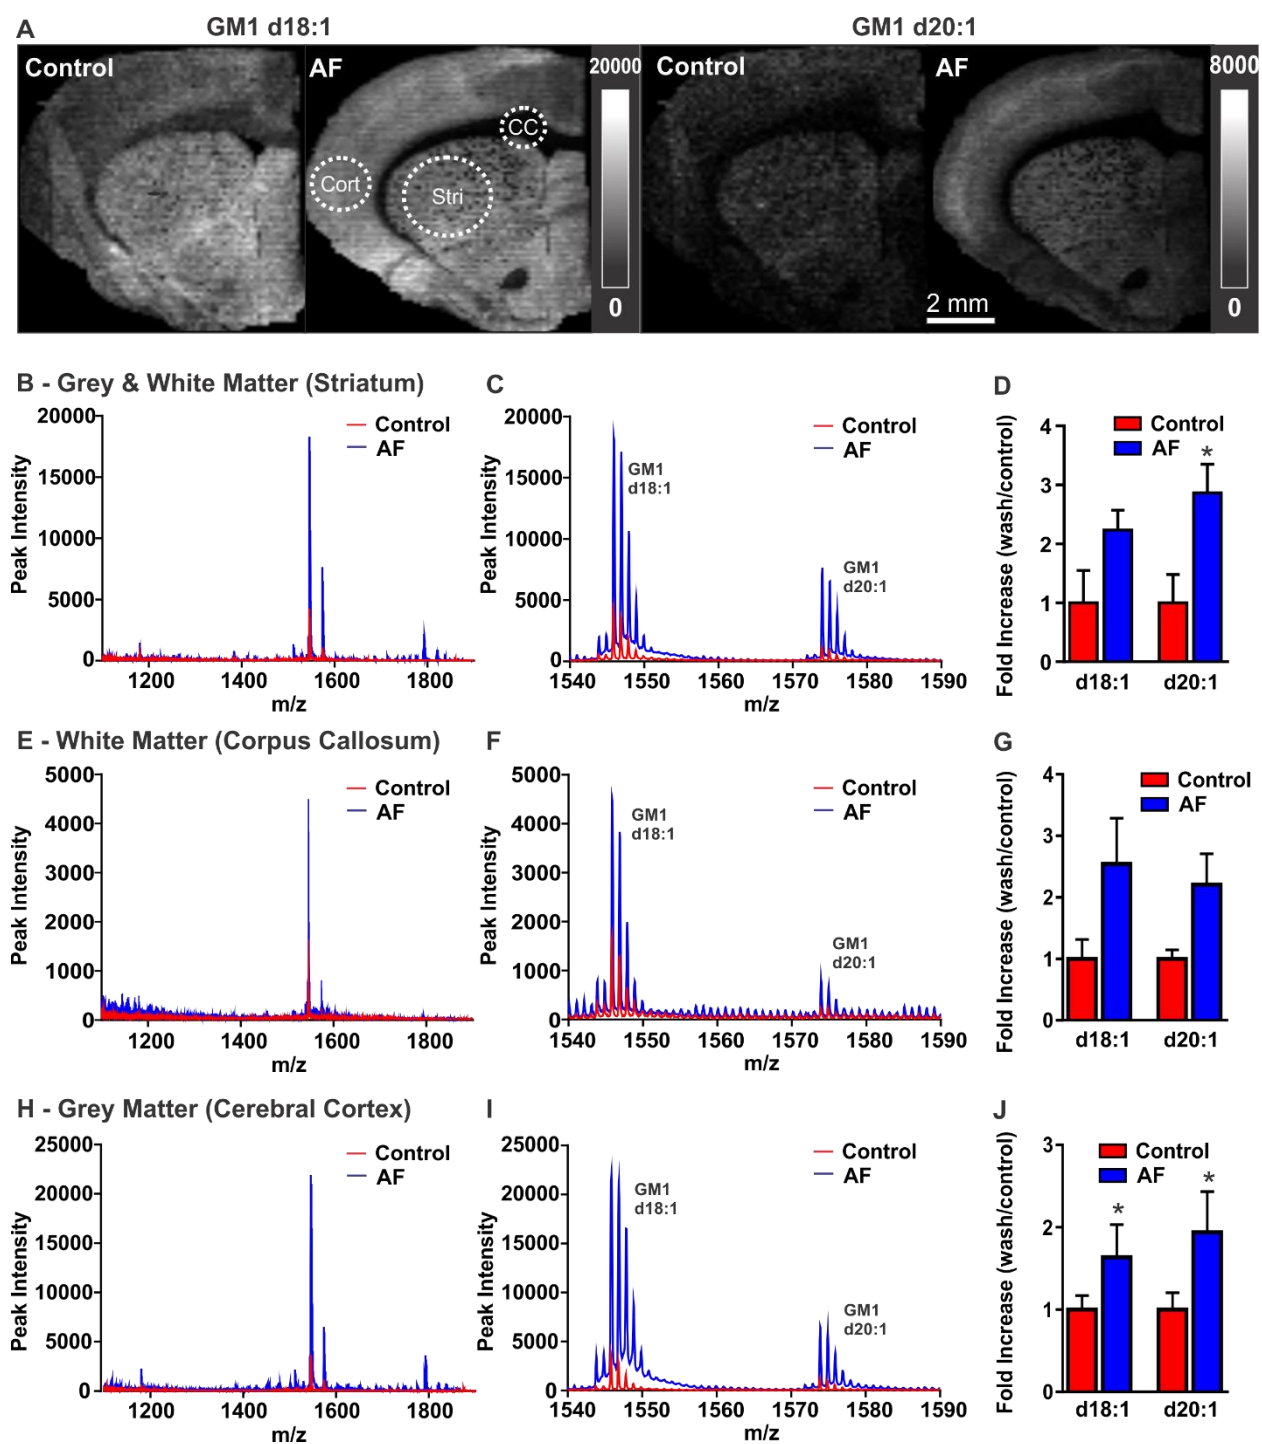 A
GM1 d18:1
GM1 d20:1
Control
AF
20000
Control
AF
8000
CC
Cort
Stri
2 mm
0
0
B - Grey & White Matter (Striatum)
C
D
20000
15000
10000
5000
0
Peak Intensity
Control
AF
1200
1400
1600
1800
m/z
20000
15000
10000
5000
0
Peak Intensity
Control
AF
GM1
d18:1
GM1
d20:1
1540
1550
1560
1570
1580
1590
m/z
4
3
2
1
0
Fold Increase (wash/control)
Control
AF
*
d18:1
d20:1
E - White Matter (Corpus Callosum)
F
G
5000
4000
3000
2000
1000
0
Peak Intensity
Control
AF
1200
1400
1600
1800
m/z
5000
4000
3000
2000
1000
0
Peak Intensity
Control
AF
GM1
d18:1
GM1
d20:1
1540
1550
1560
1570
1580
1590
m/z
4
3
2
1
0
Fold Increase (wash/control)
Control
AF
d18:1
d20:1
H - Grey Matter (Cerebral Cortex)
I
J
25000
20000
15000
10000
5000
0
Peak Intensity
Control
AF
1200
1400
1600
1800
m/z
25000
20000
15000
10000
5000
0
Peak Intensity
Control
AF
GM1
d18:1
GM1
d20:1
1540
1550
1560
1570
1580
1590
m/z
3
2
1
0
Fold Increase (wash/control)
Control
AF
*
*
d18:1
d20:1